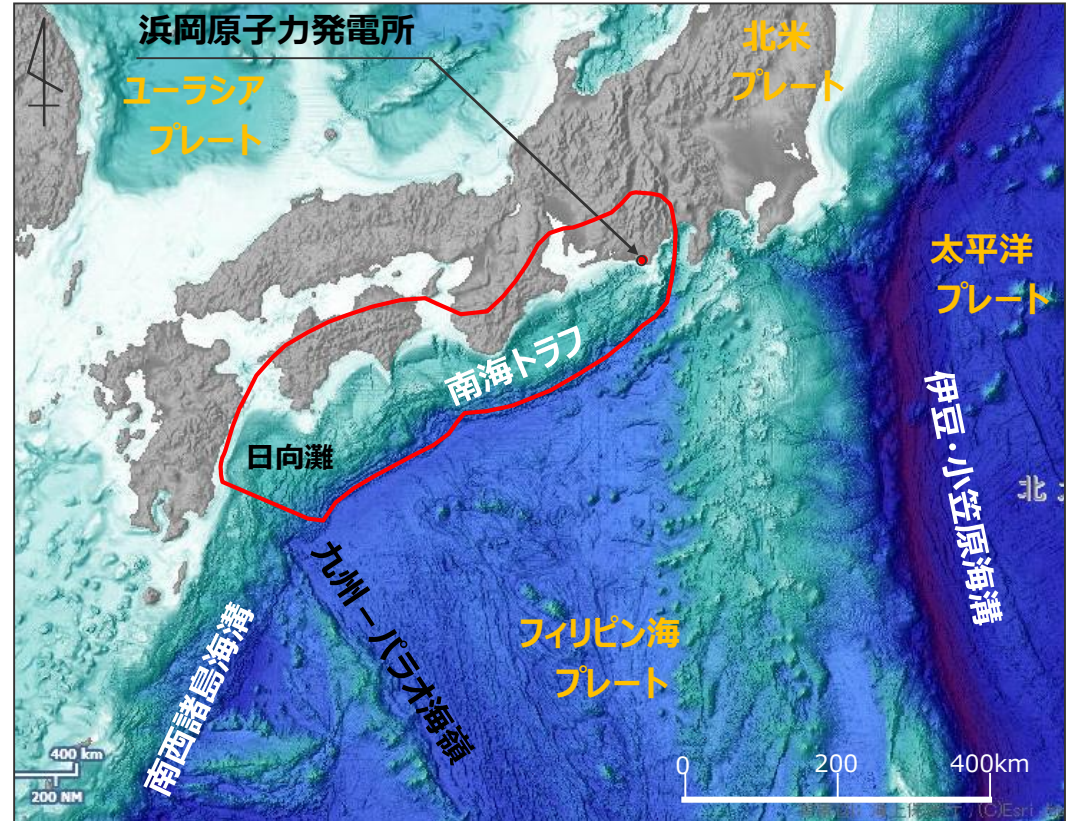 浜岡原子力発電所
北米
プレート
ユーラシア
プレート
太平洋
プレート
南海トラフ
日向灘
伊豆・小笠原海溝
北
九州－パラオ海嶺
フィリピン海
プレート
南西諸島海溝
400 km
200 NM
0 200 400km
(C)Esri